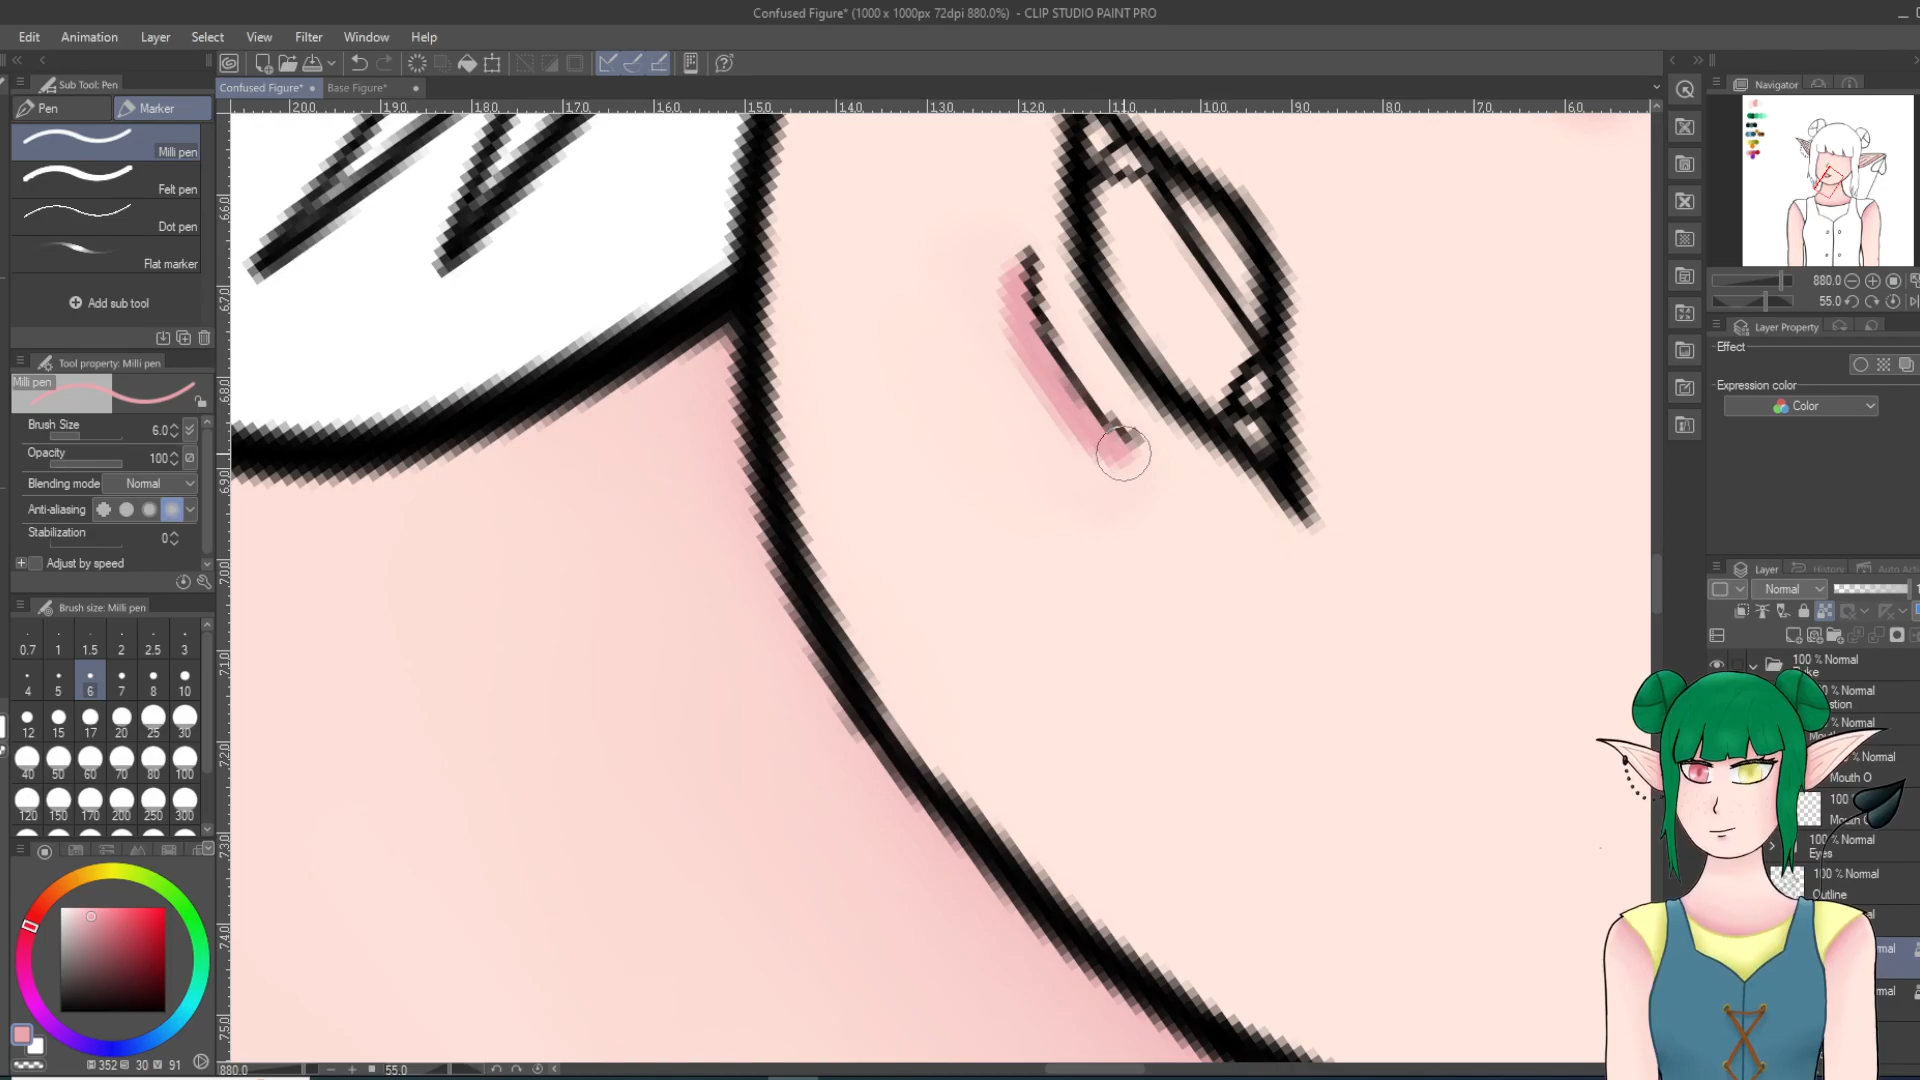 Confused Figure* (1000 x 1000px 72dpi 880.0%) - CLIP STUDIO PAINT PRO
Edit Animation Layer Select View Filter Window Help
Sub Tool: Pen
Pen Marker
Milli pen
Felt pen
Dot pen
Flat marker
Add sub tool
Tool property: Milli pen
Milli pen
Brush Size 6.0
Opacity 100
Blending mode Normal
Anti-aliasing
Stabilization 0
Adjust by speed
Brush size: Milli pen
0.7 1 1.5 2 2.5 3
4 5 6 7 8 10
12 15 17 20 25 30
40 50 60 70 80 100
120 150 170 200 250 300
352 30 91
Confused Figure* Base Figure*
880.0 55.0
Navigator
880.0
55.0
Layer Property
Effect
Expression color
Color
Layer History Auto Acti
Normal
100 % Normal
% Normal
% Normal
% Normal
Mouth O
100
100 % Normal
Eyes
100 % Normal
Outline